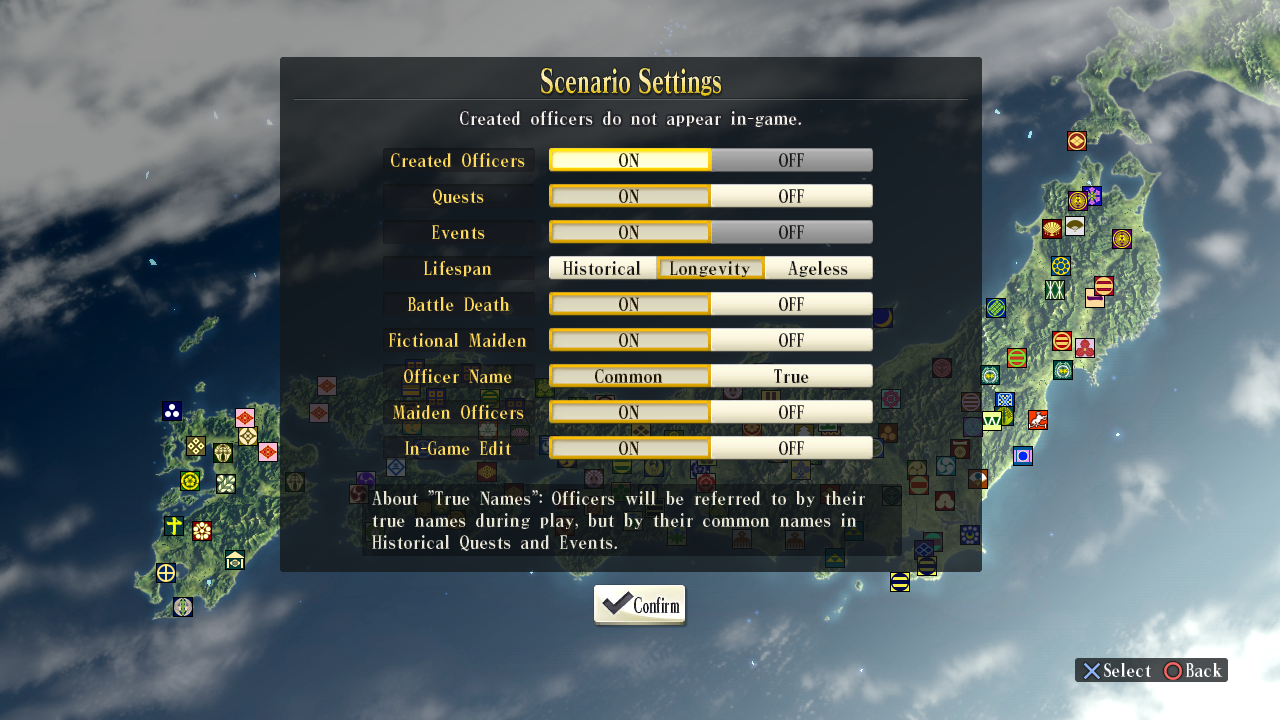 Scenario Settings
Created officers do not appear in-game.
Created Officers ON OFF
Quests ON OFF
Events ON OFF
Lifespan Historical Longevity Ageless
Battle Death ON OFF
Fictional Maiden ON OFF
Officer Name Common True
Maiden Officers ON OFF
In-Game Edit ON OFF
About "True Names": Officers will be referred to by their
true names during play, but by their common names in
Historical Quests and Events.
Confirm
Select Back